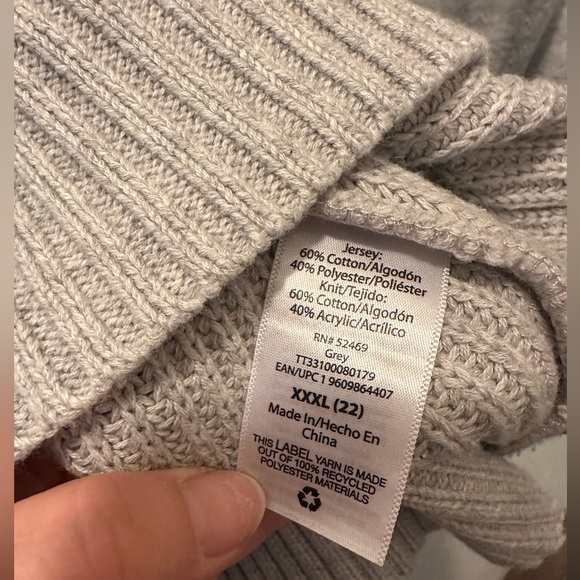 Jersey:
60% Cotton/Algodón
40% Polyester/Poliéster
Knit/Tejido:
60% Cotton/Algodón
40% Acrylic/Acrílico
RN# 52469
Grey
TT33100080179
EAN/UPC 1 9609864407
XXXL (22)
Made In/Hecho En
China
THIS LABEL YARN IS MADE
OUT OF 100% RECYCLED
POLYESTER MATERIALS